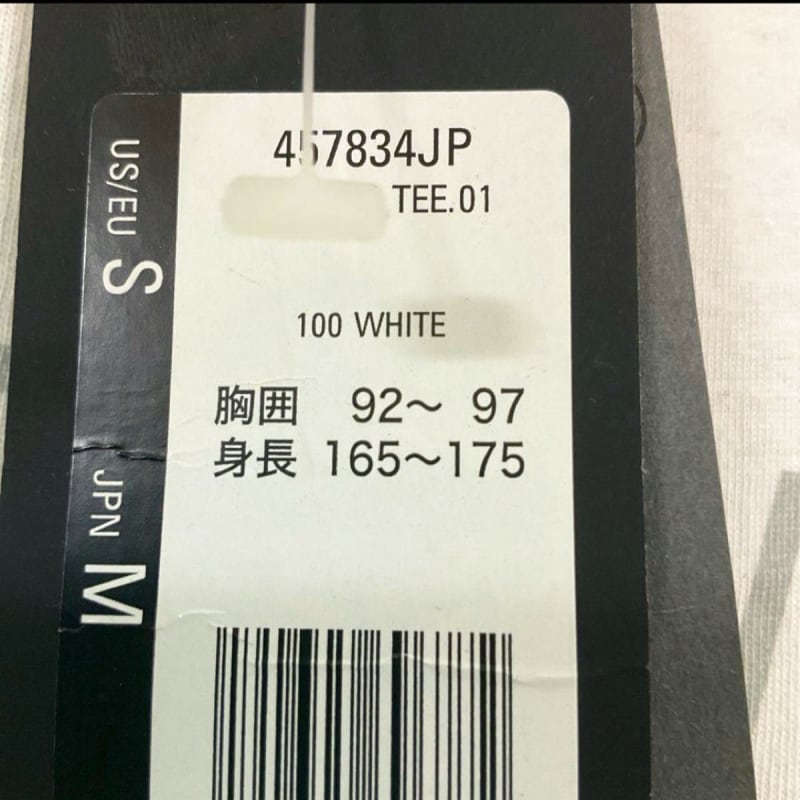 457834JP
TEE.01
100 WHITE
胸囲 92～ 97
身長 165～175
US/EU S
JPN M